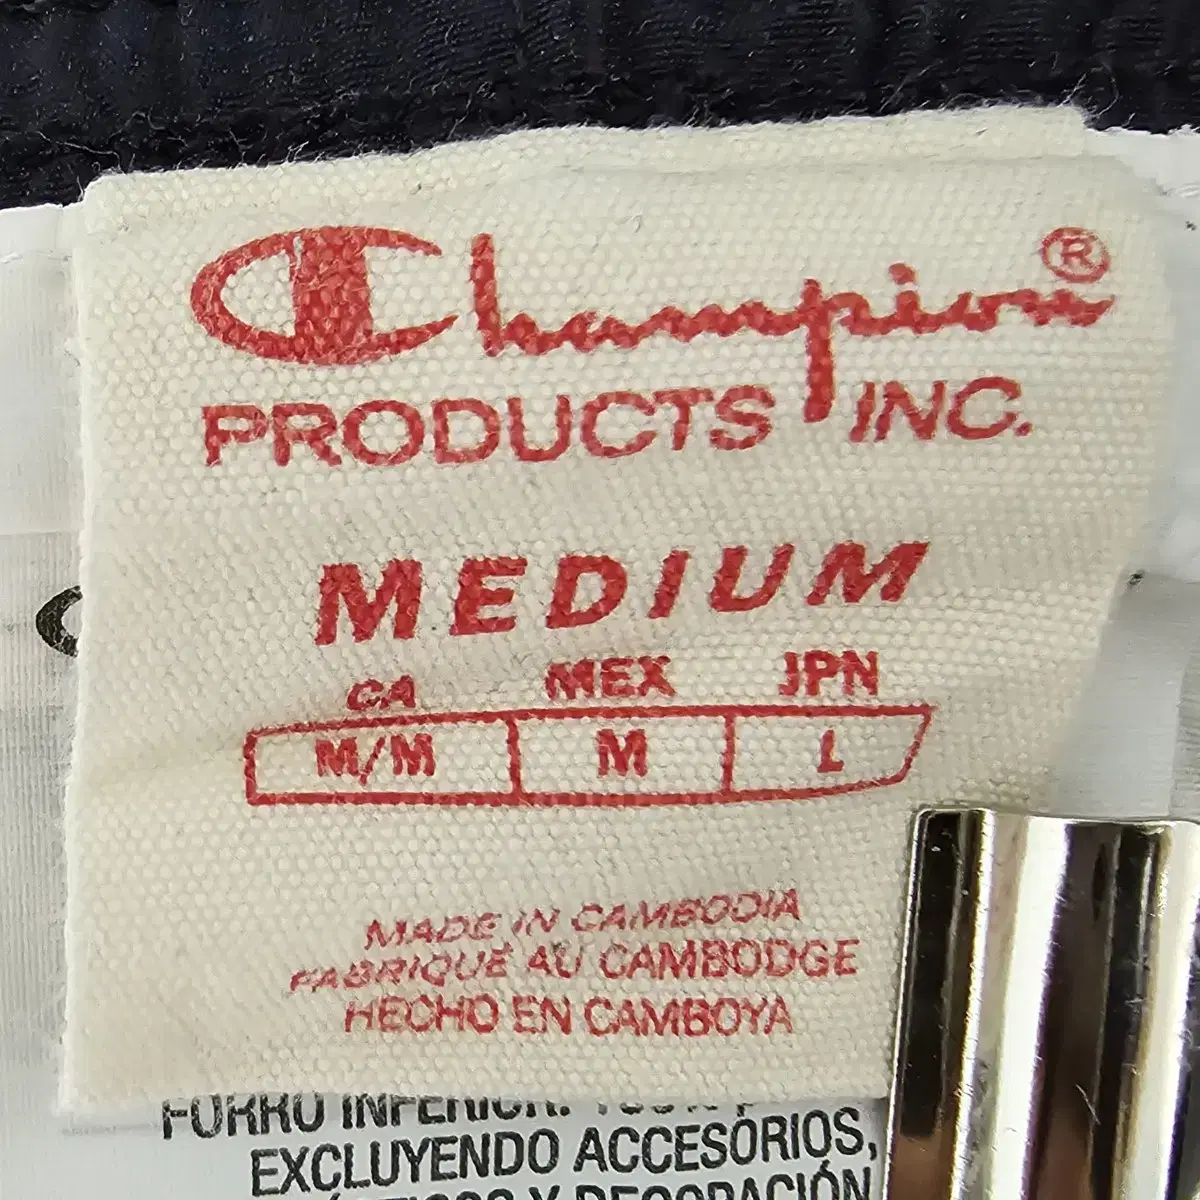 Champion®
PRODUCTS INC.
MEDIUM
CA MEX JPN
M/M M L
MADE IN CAMBODIA
FABRIQUÉ AU CAMBODGE
HECHO EN CAMBOYA
FORRO INFERIOR:
EXCLUYENDO ACCESÓRIOS,
Y DECORACIÓN